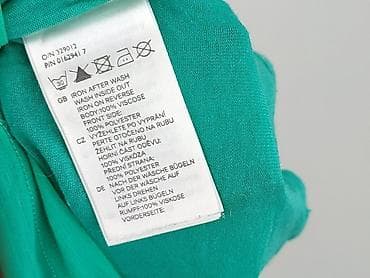 O/N 329012
P/N 0162941 7
GB IRON AFTER WASH
WASH INSIDE OUT
IRON ON REVERSE
BODY:100% VISCOSE
FRONT SIDE:
100% POLYESTER
CZ VYŽEHLETE PO VYPRÁNÍ
PERTE OTOČENO NA RUBU
ŽEHLIT NA RUBU
HORNÍ ČÁST ODĚVU:
100% VISKÓZA
PŘEDNÍ STRANA:
100% POLYESTER
DE NACH DER WÄSCHE BÜGELN
VOR DER WÄSCHE AUF
LINKS DREHEN
AUF LINKS BÜGELN
RUMPF:100% VISKOSE
VORDERSEITE: